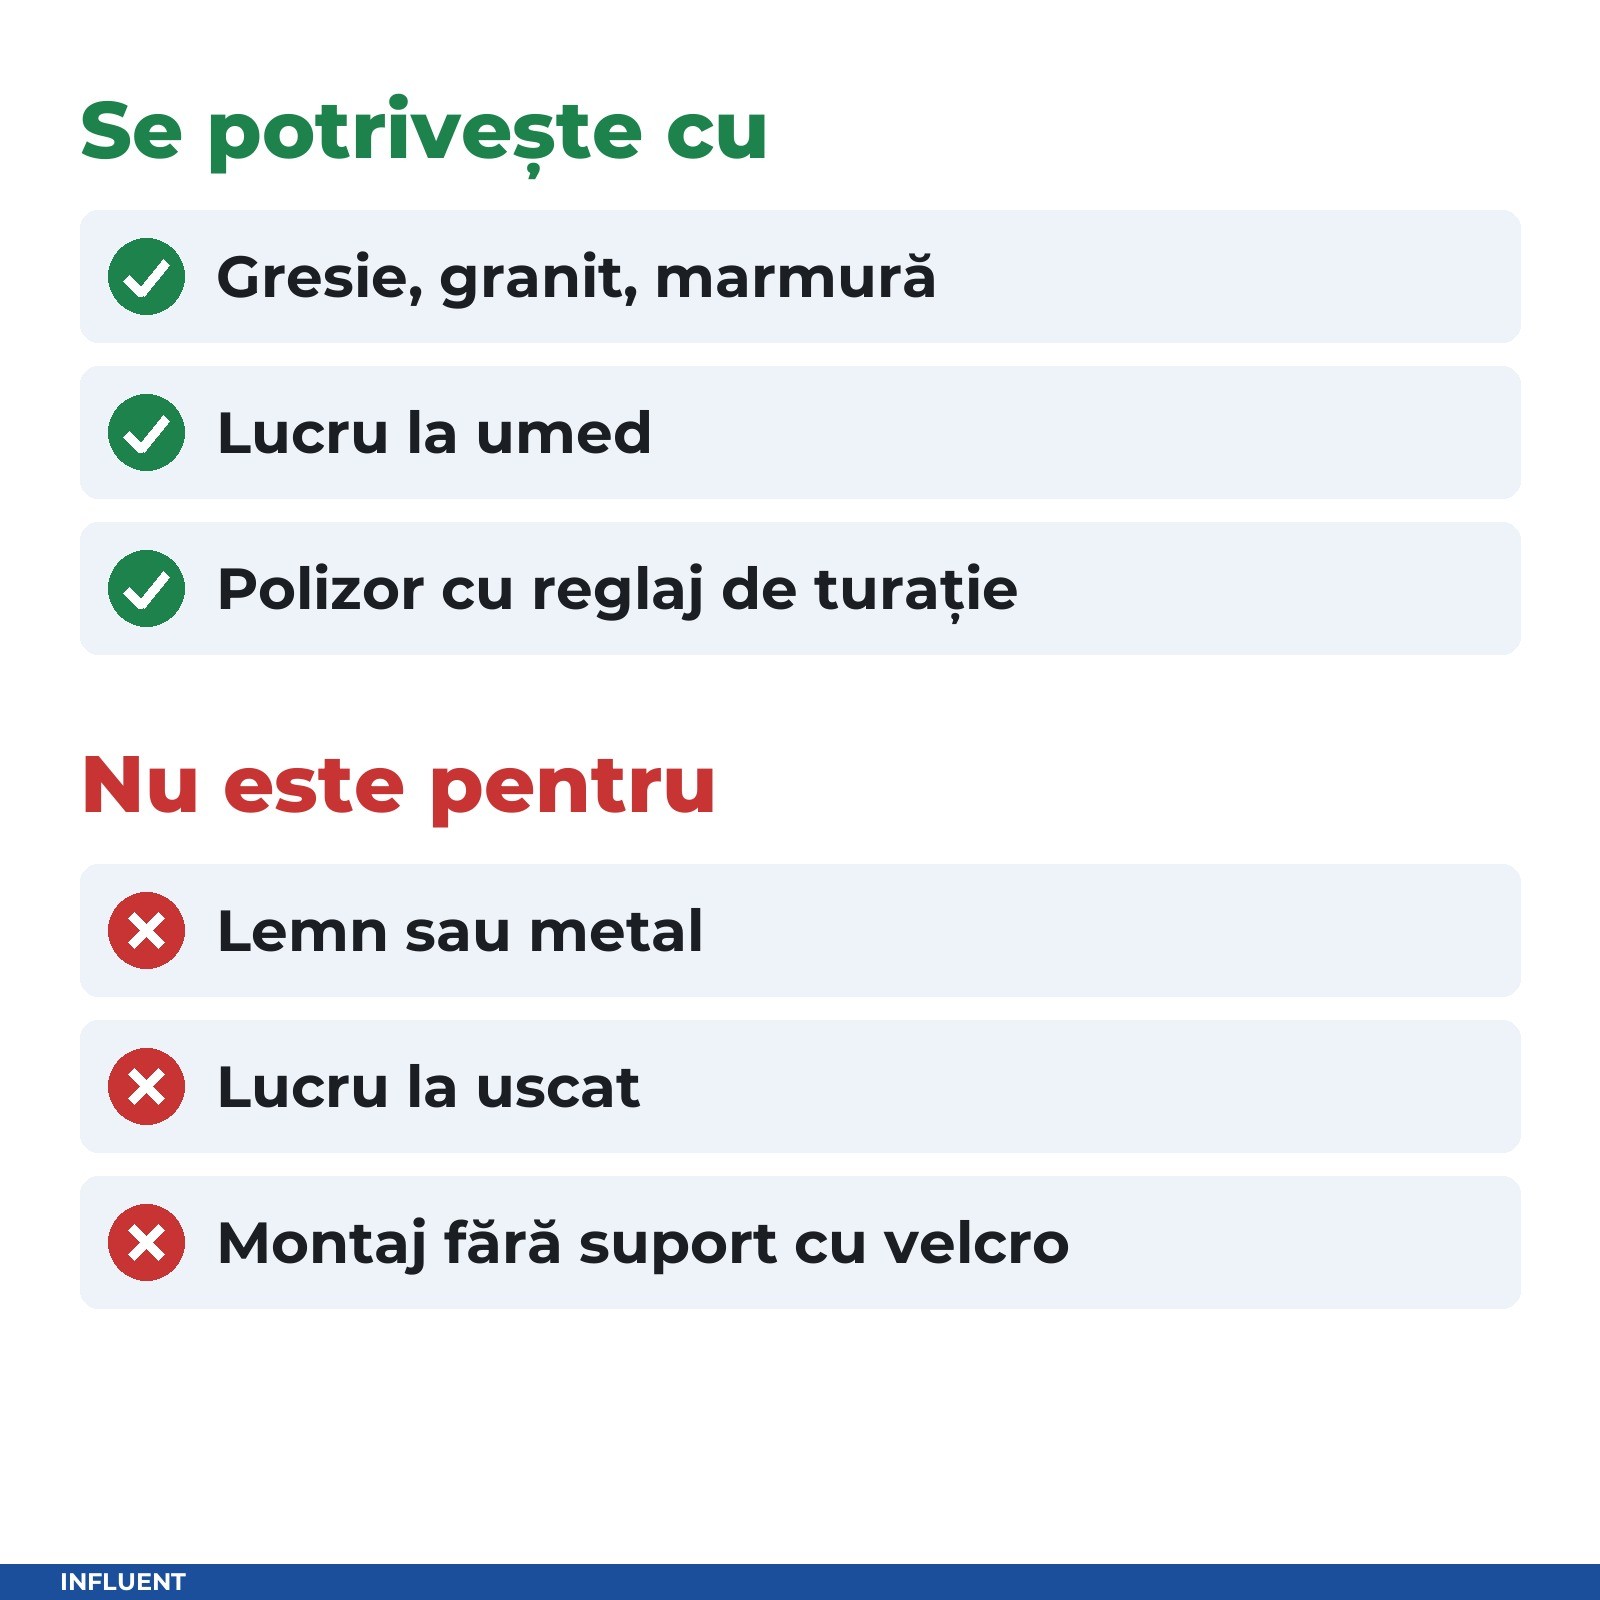 Se potrivește cu
Gresie, granit, marmură
Lucru la umed
Polizor cu reglaj de turație
Nu este pentru
Lemn sau metal
Lucru la uscat
Montaj fără suport cu velcro
INFLUENT